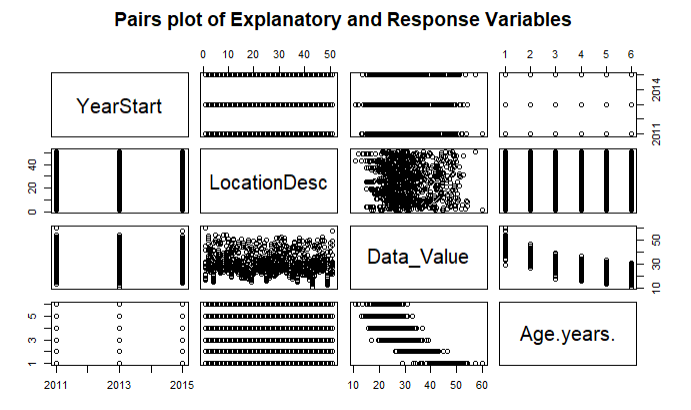 Pairs plot of Explanatory and Response Variables
0 10 20 30 40 50
1 2 3 4 5 6
YearStart
2011 2014
LocationDesc
0 20 40
Data_Value
10 30 50
Age.years.
1 3 5
2011 2013 2015
10 20 30 40 50 60